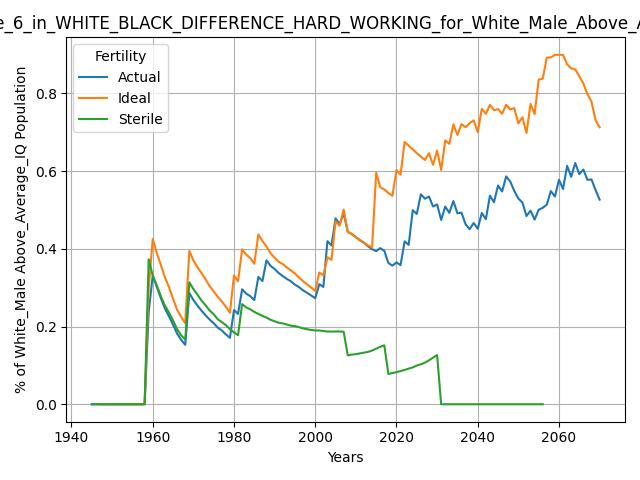 e_6_in_WHITE_BLACK_DIFFERENCE_HARD_WORKING_for_White_Male_Above_A
Fertility
Actual
Ideal
Sterile
% of White_Male Above_Average_IQ Population
0.8
0.6
0.4
0.2
0.0
1940
1960
1980
2000
2020
2040
2060
Years